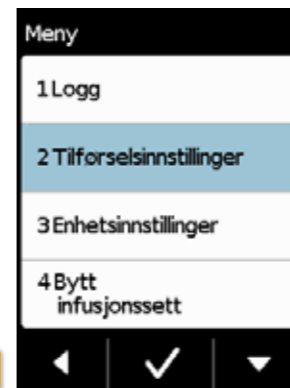 Meny
1 Logg
2 Tilførselsinnstillinger
3 Enhetsinnstillinger
4 Bytt
infusjonssett